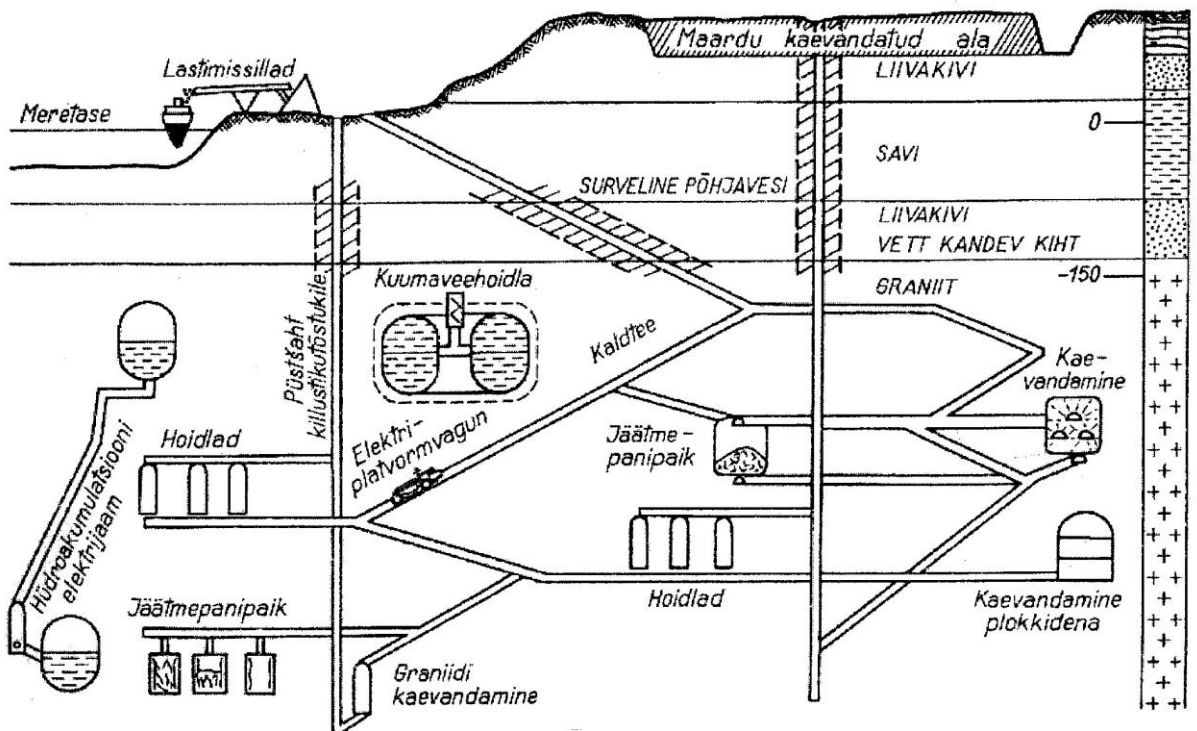 Maardu kaevandatud ala
Lastimissillad
LIIVAKIVI
Meretase
0
SAVI
SURVELINE PÕHJAVESI
LIIVAKIVI
VETT KANDEV KIHT
Kuumaveehoidla
-150
GRANIIT
Püstšaht
killustikutõstukile
Kaldtee
Kae-
vandamine
Elektri-
platvormvagun
Jäätme-
panipaik
Hoidlad
Hüdroakumulatsiooni
elektrijaam
Hoidlad
Jäätmepanipaik
Kaevandamine
plokkidena
Graniidi
kaevandamine